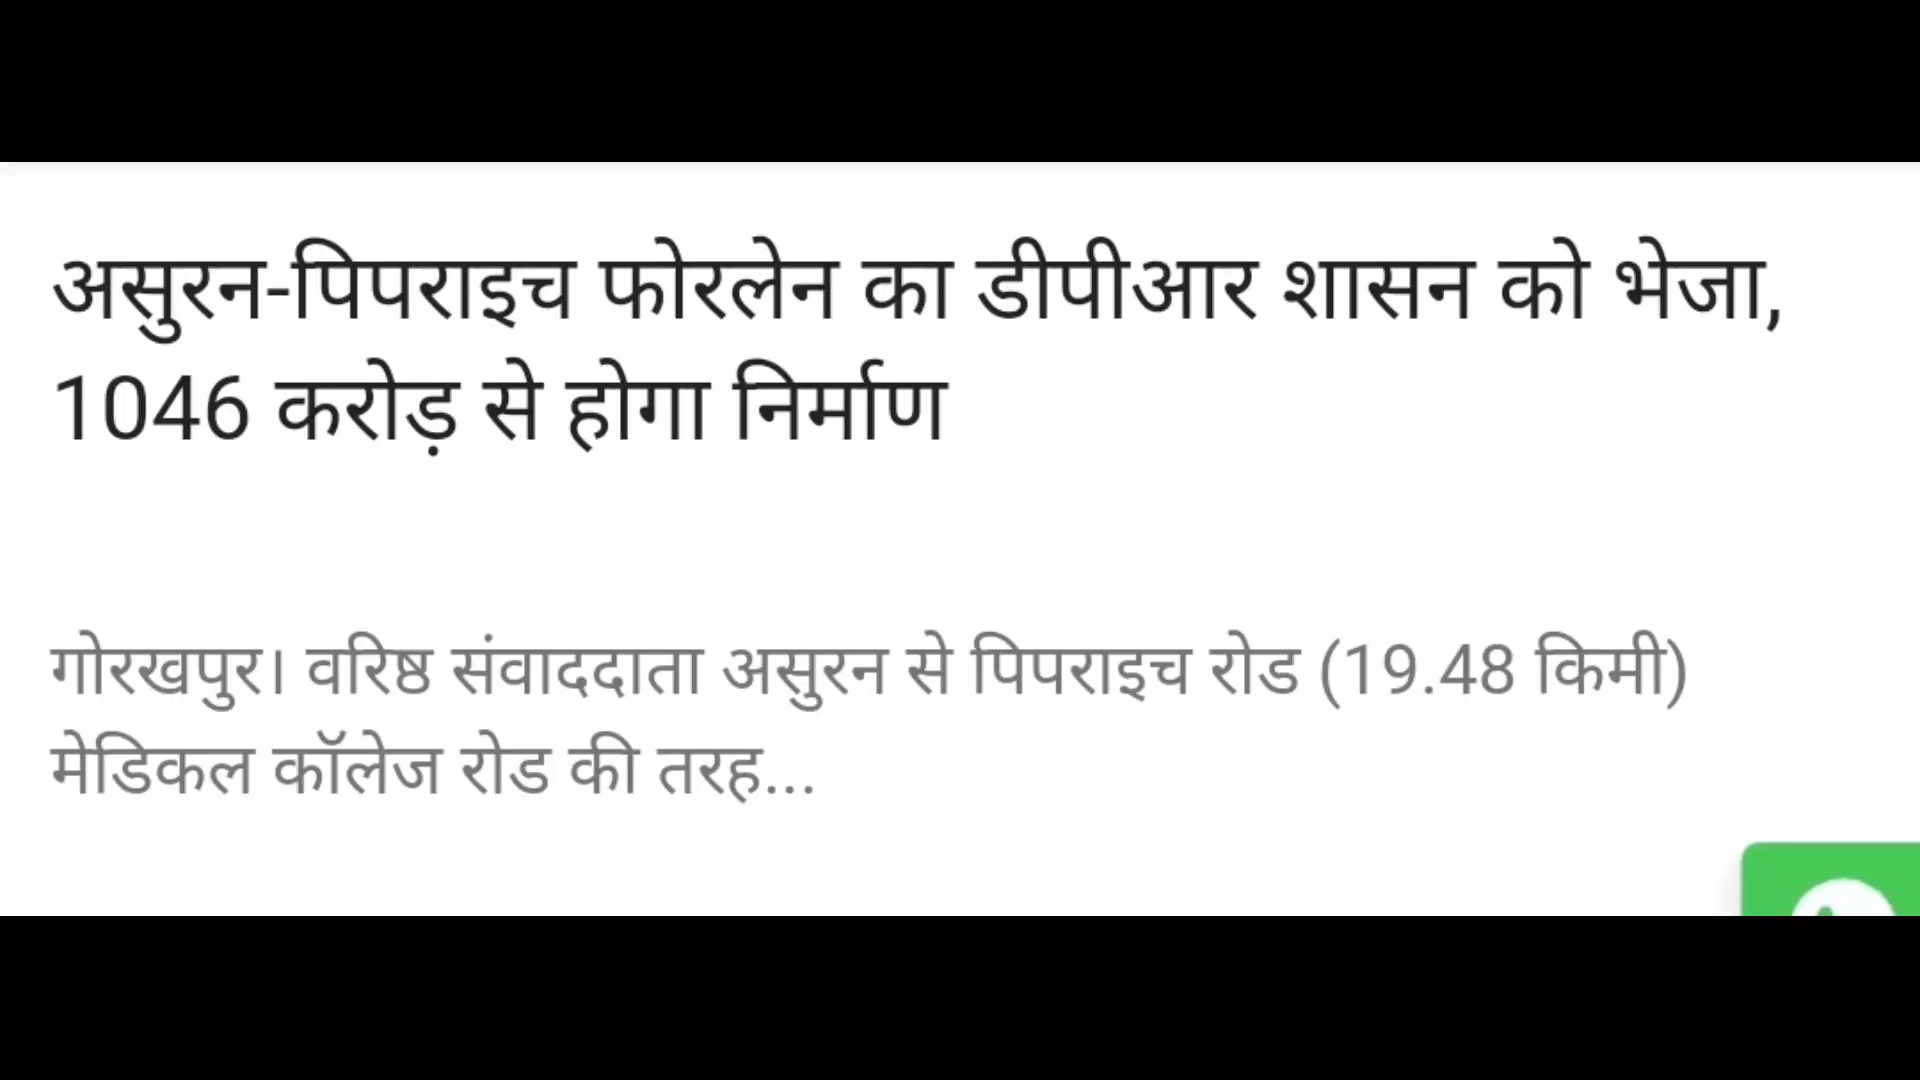 असुरन-पिपराइच फोरलेन का डीपीआर शासन को भेजा,
1046 करोड़ से होगा निर्माण
गोरखपुर। वरिष्ठ संवाददाता असुरन से पिपराइच रोड (19.48 किमी)
मेडिकल कॉलेज रोड की तरह...